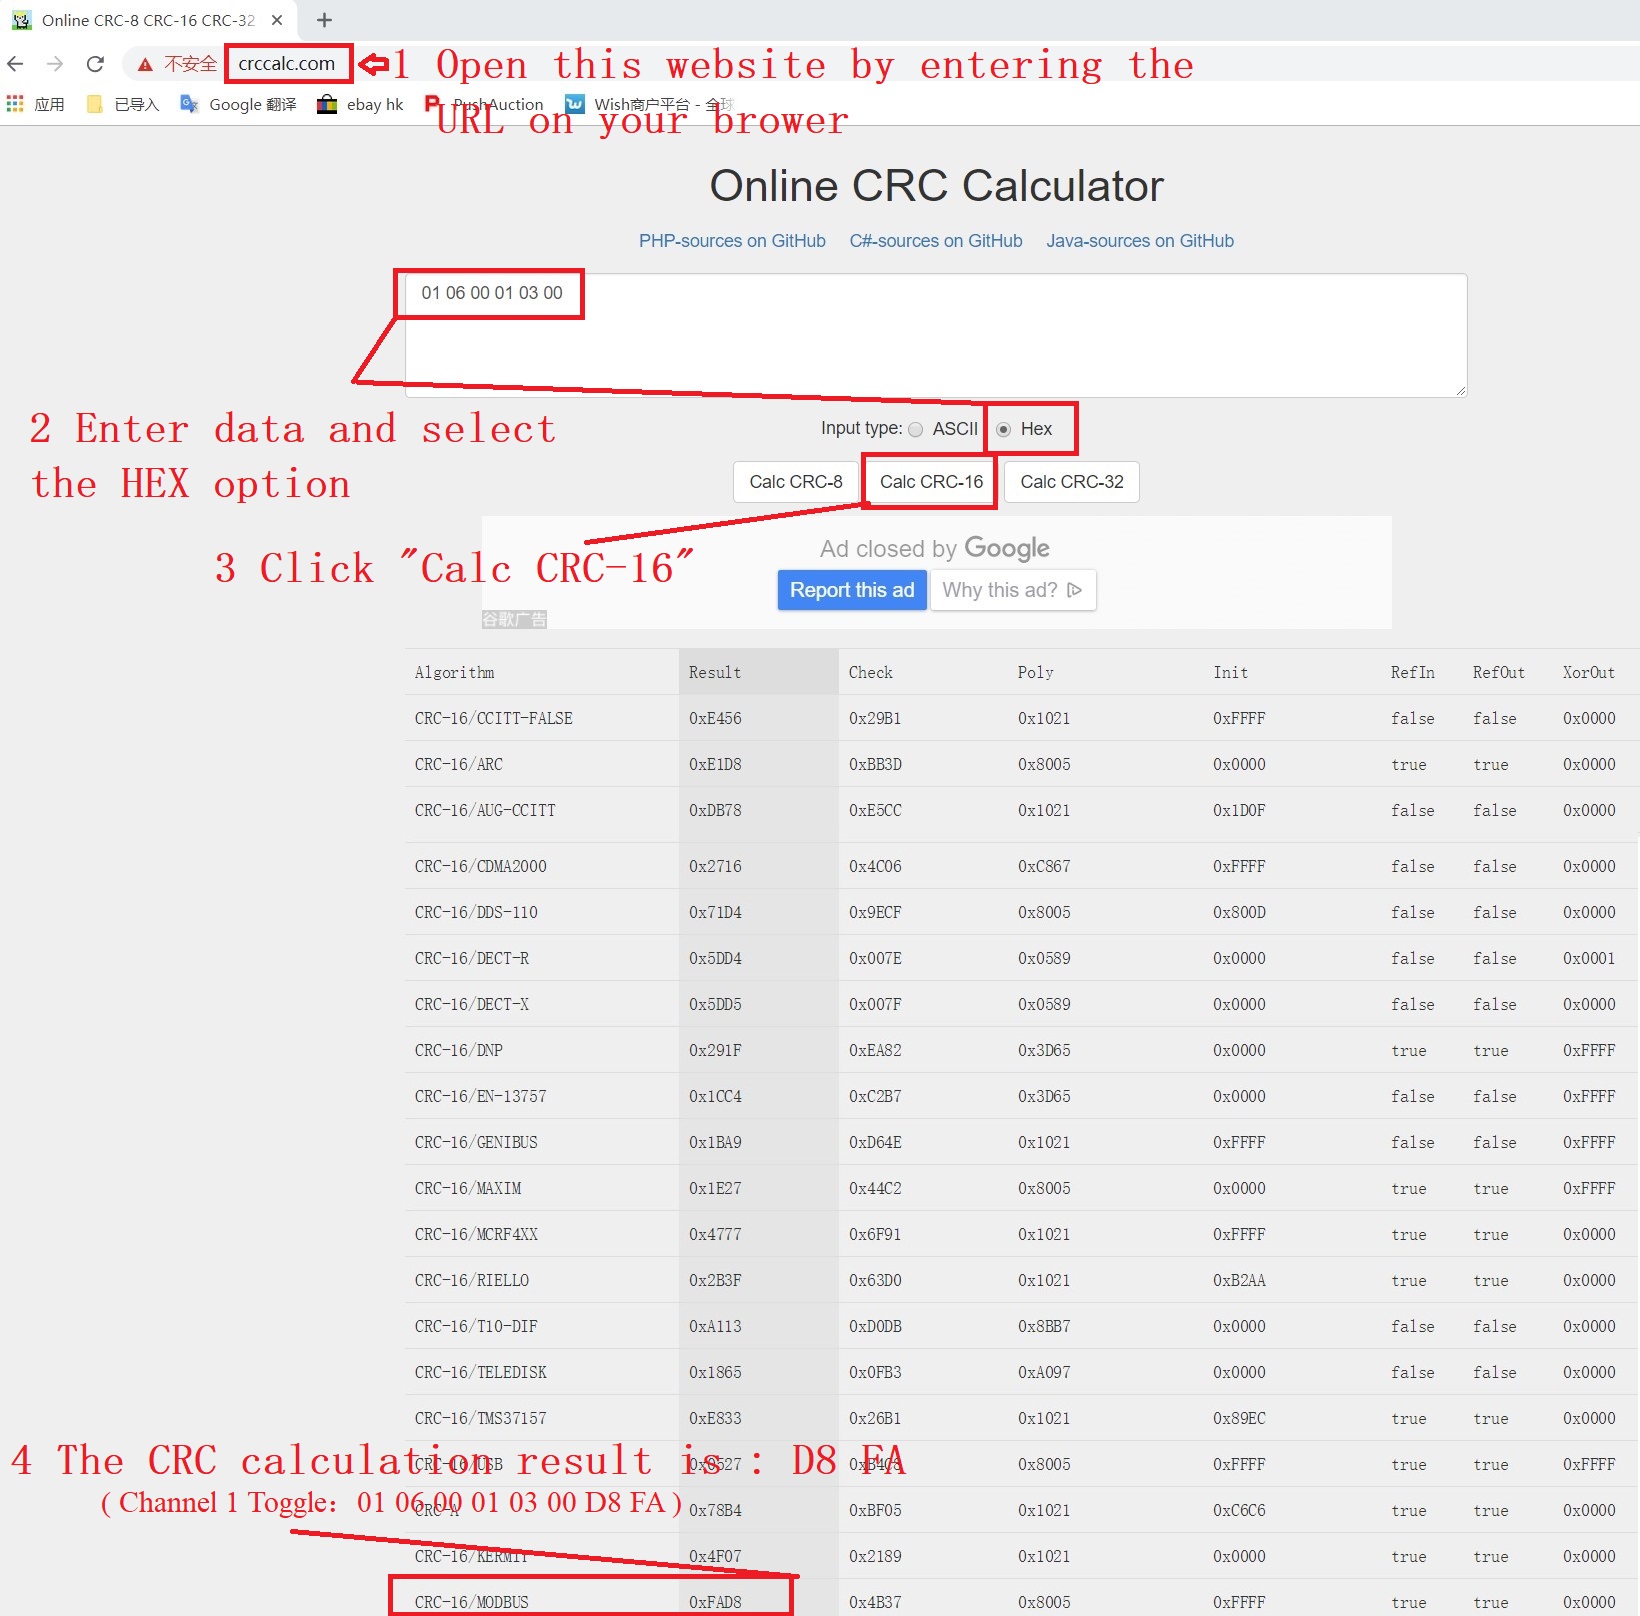 Online CRC-8 CRC-16 CRC-32
不安全 crccalc.com
1 Open this website by entering the
应用 已导入 Google 翻译 ebay hk PushAuction Wish商户平台 - 全球
URL on your brower
Online CRC Calculator
PHP-sources on GitHub C#-sources on GitHub Java-sources on GitHub
01 06 00 01 03 00
2 Enter data and select
the HEX option
Input type: ASCII Hex
Calc CRC-8 Calc CRC-16 Calc CRC-32
3 Click "Calc CRC-16"
Ad closed by Google
Report this ad Why this ad?
谷歌广告
Algorithm Result Check Poly Init RefIn RefOut XorOut
CRC-16/CCITT-FALSE 0xE456 0x29B1 0x1021 0xFFFF false false 0x0000
CRC-16/ARC 0xE1D8 0xBB3D 0x8005 0x0000 true true 0x0000
CRC-16/AUG-CCITT 0xDB78 0xE5CC 0x1021 0x1D0F false false 0x0000
CRC-16/CDMA2000 0x2716 0x4C06 0xC867 0xFFFF false false 0x0000
CRC-16/DDS-110 0x71D4 0x9ECF 0x8005 0x800D false false 0x0000
CRC-16/DECT-R 0x5DD4 0x007E 0x0589 0x0000 false false 0x0001
CRC-16/DECT-X 0x5DD5 0x007F 0x0589 0x0000 false false 0x0000
CRC-16/DNP 0x291F 0xEA82 0x3D65 0x0000 true true 0xFFFF
CRC-16/EN-13757 0x1CC4 0xC2B7 0x3D65 0x0000 false false 0xFFFF
CRC-16/GENIBUS 0x1BA9 0xD64E 0x1021 0xFFFF false false 0xFFFF
CRC-16/MAXIM 0x1E27 0x44C2 0x8005 0x0000 true true 0xFFFF
CRC-16/MCRF4XX 0x4777 0x6F91 0x1021 0xFFFF true true 0x0000
CRC-16/RIELLO 0x2B3F 0x63D0 0x1021 0xB2AA true true 0x0000
CRC-16/T10-DIF 0xA113 0xD0DB 0x8BB7 0x0000 false false 0x0000
CRC-16/TELEDISK 0x1865 0x0FB3 0xA097 0x0000 false false 0x0000
CRC-16/TMS37157 0xE833 0x26B1 0x1021 0x89EC true true 0x0000
4 The CRC calculation result is : D8 FA
CRC-16/USB 0x8005 0xFFFF true true 0xFFFF
( Channel 1 Toggle：01 06 00 01 03 00 D8 FA )
CRC-A 0x78B4 0xBF05 0x1021 0xC6C6 true true 0x0000
CRC-16/KERMIT 0x4F07 0x2189 0x1021 0x0000 true true 0x0000
CRC-16/MODBUS 0xFAD8 0x4B37 0x8005 0xFFFF true true 0x0000